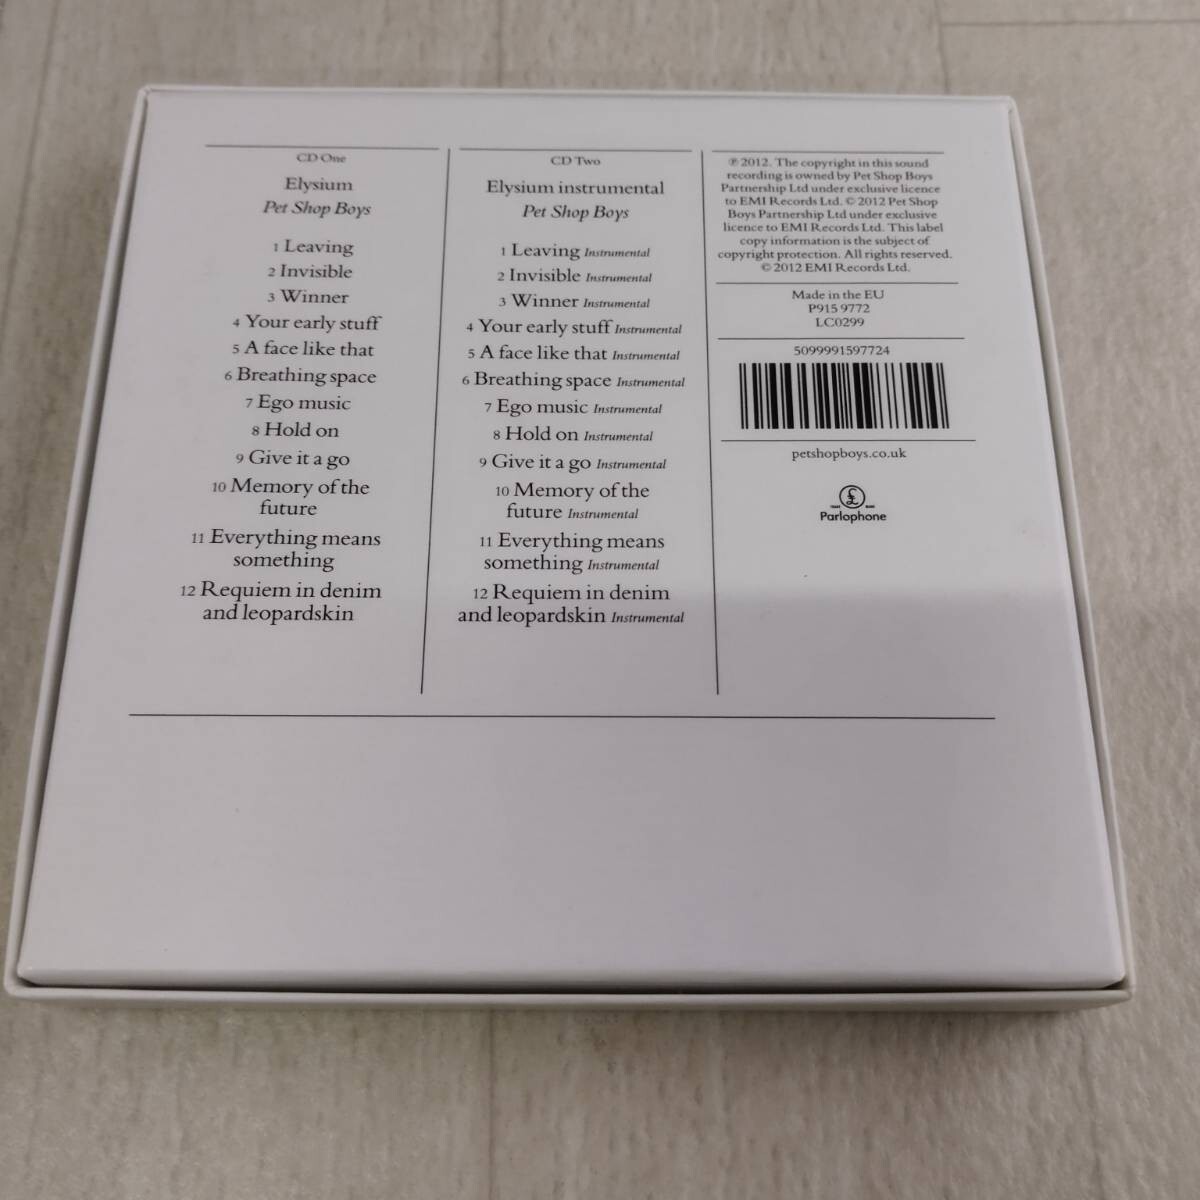 CD One
Elysium
Pet Shop Boys
1 Leaving
2 Invisible
3 Winner
4 Your early stuff
5 A face like that
6 Breathing space
7 Ego music
8 Hold on
9 Give it a go
10 Memory of the
future
11 Everything means
something
12 Requiem in denim
and leopardskin
CD Two
Elysium instrumental
Pet Shop Boys
1 Leaving Instrumental
2 Invisible Instrumental
3 Winner Instrumental
4 Your early stuff Instrumental
5 A face like that Instrumental
6 Breathing space Instrumental
7 Ego music Instrumental
8 Hold on Instrumental
9 Give it a go Instrumental
10 Memory of the
future Instrumental
11 Everything means
something Instrumental
12 Requiem in denim
and leopardskin Instrumental
℗ 2012. The copyright in this sound
recording is owned by Pet Shop Boys
Partnership Ltd under exclusive licence
to EMI Records Ltd. © 2012 Pet Shop
Boys Partnership Ltd under exclusive
licence to EMI Records Ltd. This label
copy information is the subject of
copyright protection. All rights reserved.
© 2012 EMI Records Ltd.
Made in the EU
P915 9772
LC0299
5099991597724
petshopboys.co.uk
£
Parlophone